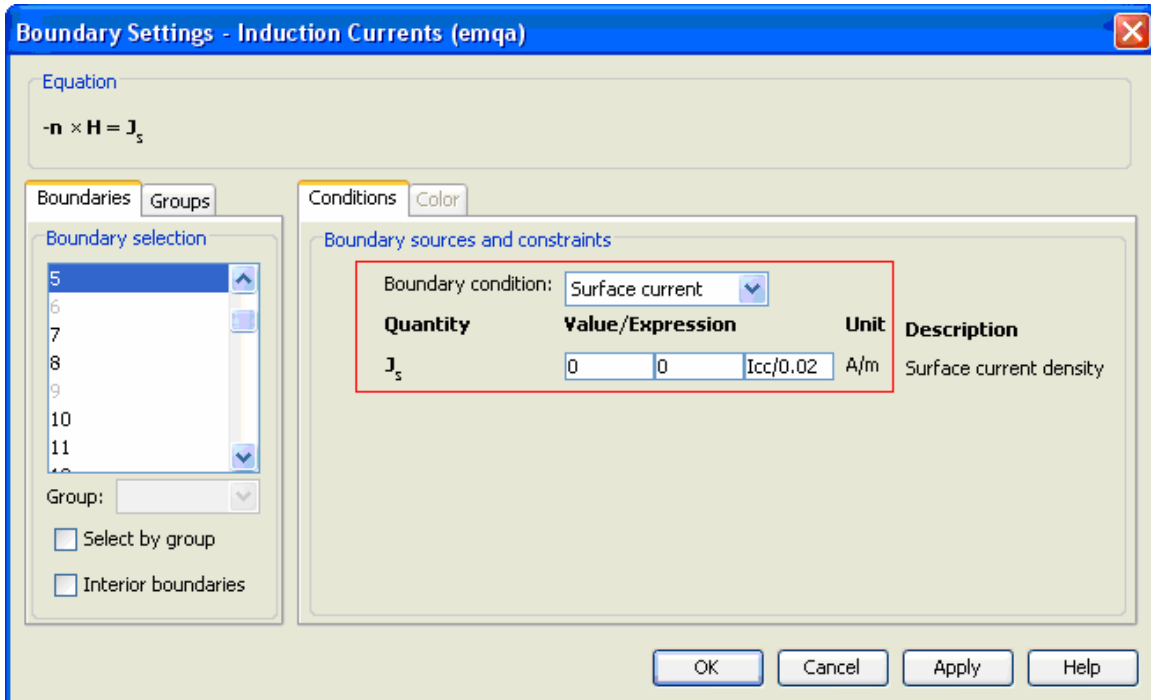 Boundary Settings - Induction Currents (emqa)
Equation
-n × H = Js
Boundaries Groups
Boundary selection
5
6
7
8
9
10
11
Group:
Select by group
Interior boundaries
Conditions Color
Boundary sources and constraints
Boundary condition: Surface current
Quantity Value/Expression Unit Description
Js 0 0 Icc/0.02 A/m Surface current density
OK Cancel Apply Help